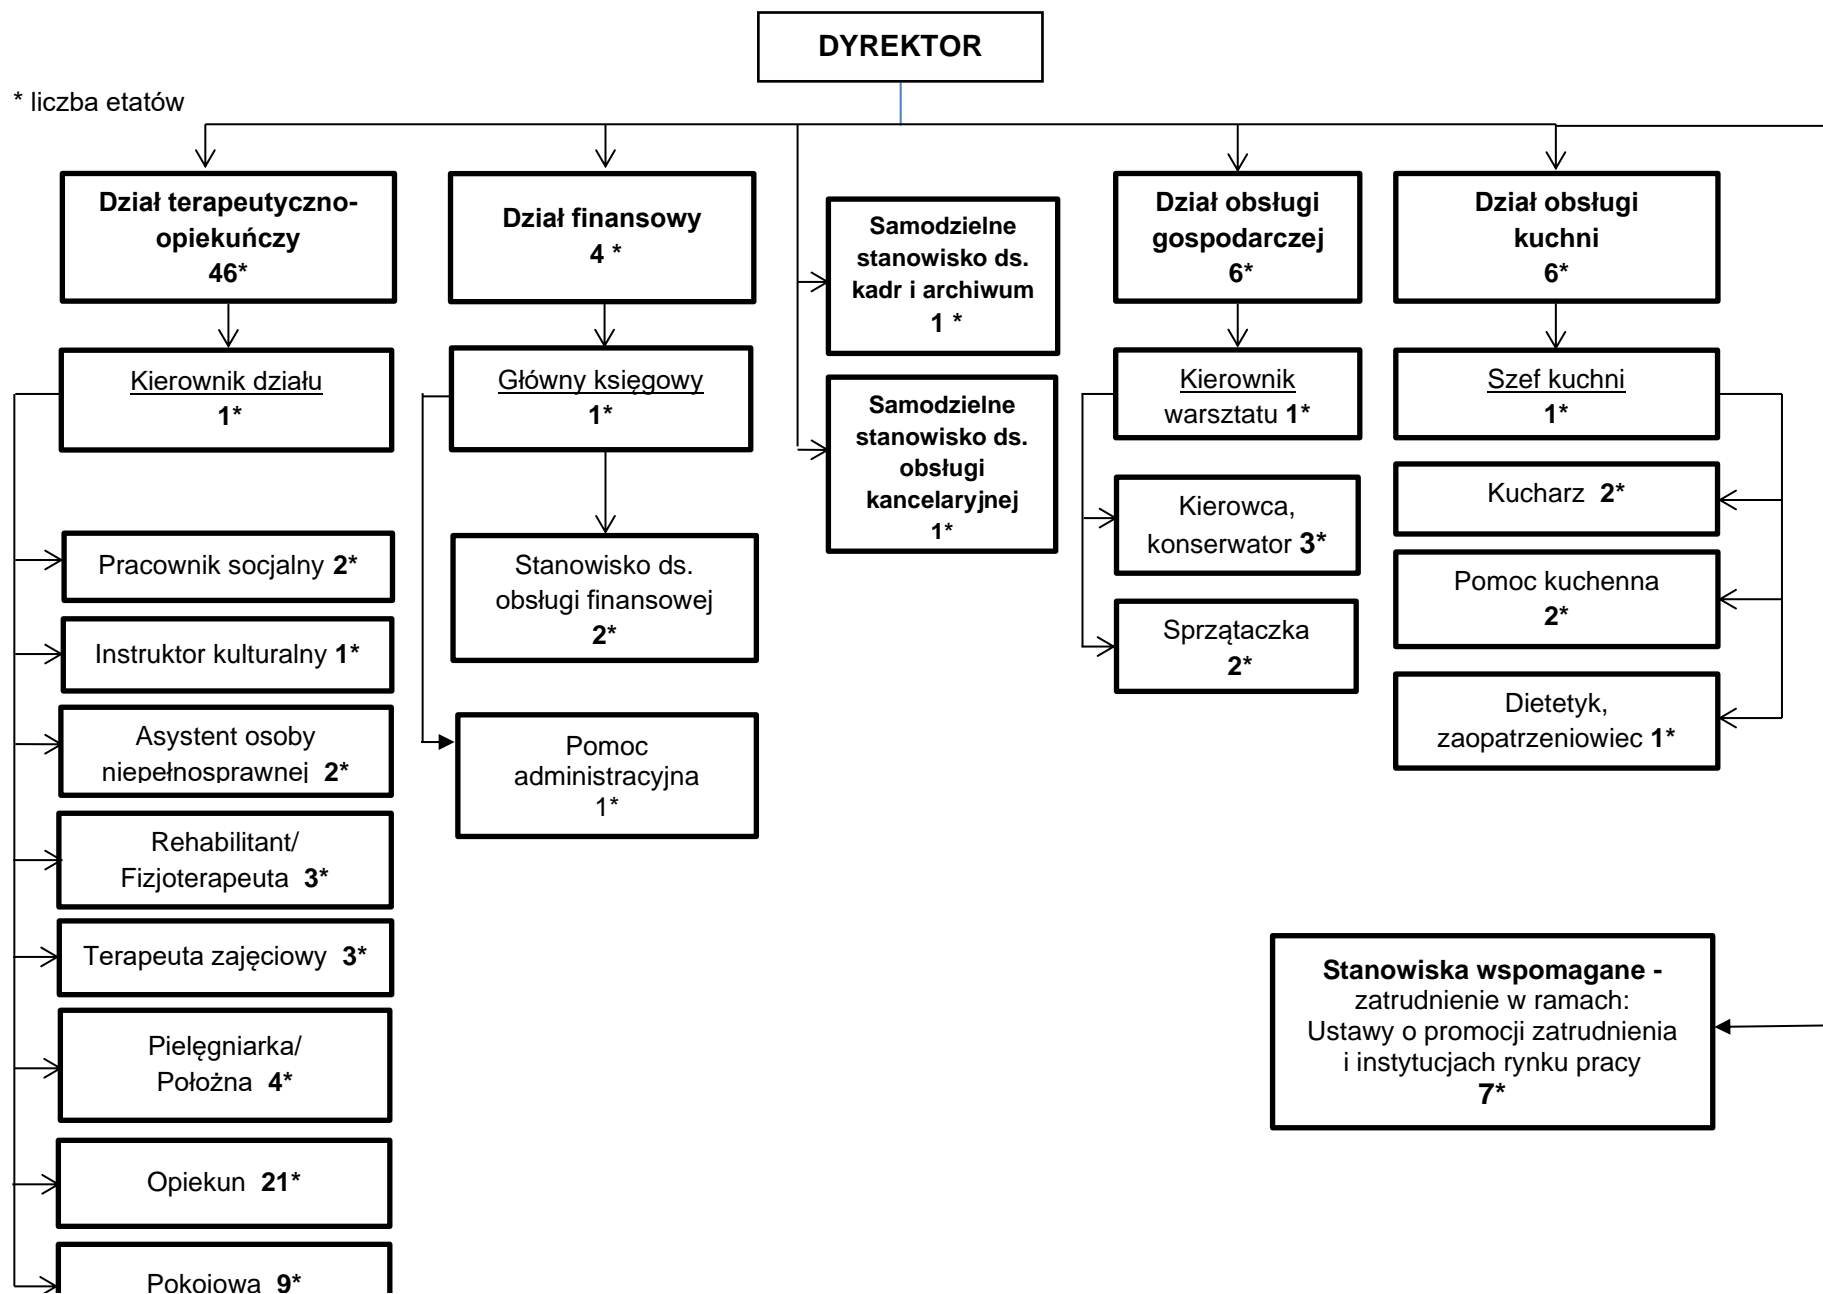 DYREKTOR
* liczba etatów
Dział terapeutyczno-
opiekuńczy
46*
Kierownik działu
1*
Pracownik socjalny 2*
Instruktor kulturalny 1*
Asystent osoby
niepełnosprawnej 2*
Rehabilitant/
Fizjoterapeuta 3*
Terapeuta zajęciowy 3*
Pielęgniarka/
Położna 4*
Opiekun 21*
Pokojowa 9*
Dział finansowy
4 *
Główny księgowy
1*
Stanowisko ds.
obsługi finansowej
2*
Pomoc
administracyjna
1*
Samodzielne
stanowisko ds.
kadr i archiwum
1 *
Samodzielne
stanowisko ds.
obsługi
kancelaryjnej
1*
Dział obsługi
gospodarczej
6*
Kierownik
warsztatu 1*
Kierowca,
konserwator 3*
Sprzątaczka
2*
Dział obsługi
kuchni
6*
Szef kuchni
1*
Kucharz 2*
Pomoc kuchenna
2*
Dietetyk,
zaopatrzeniowiec 1*
Stanowiska wspomagane -
zatrudnienie w ramach:
Ustawy o promocji zatrudnienia
i instytucjach rynku pracy
7*